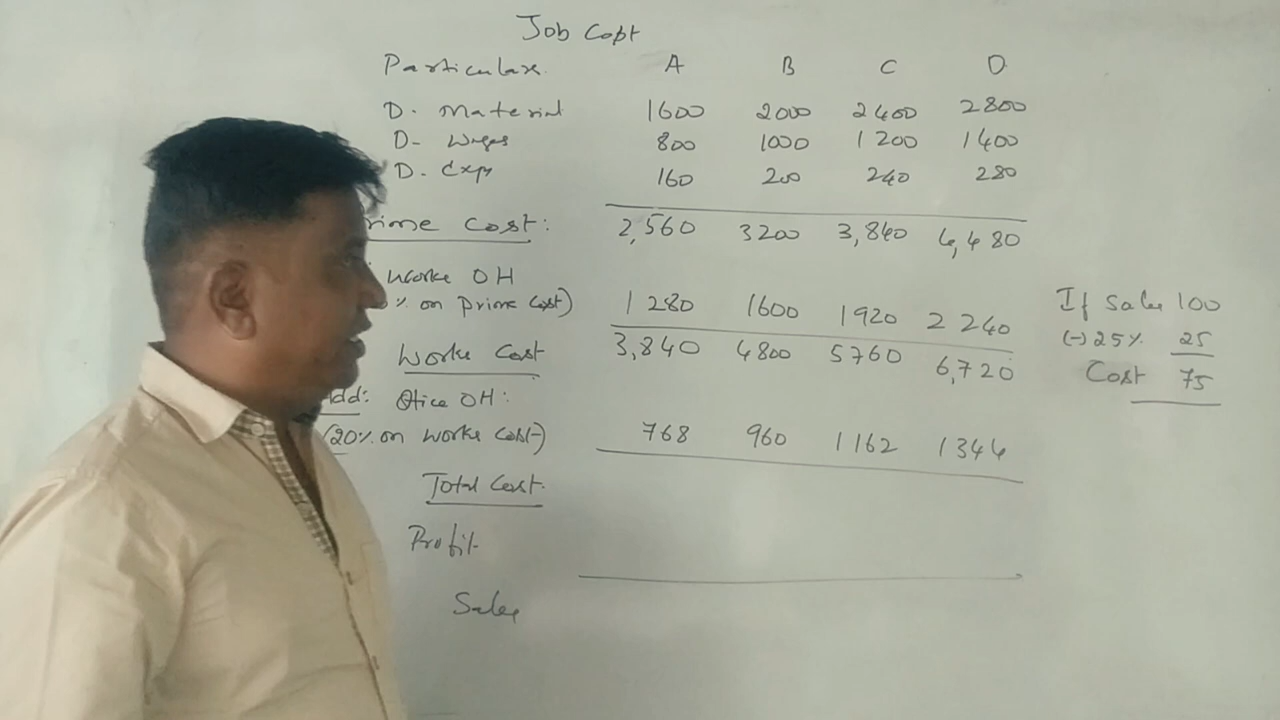 Job Cost
Particulars A B C D
D. Material 1600 2000 2400 2800
D- Wages 800 1000 1200 1400
D. Exps 160 200 240 280
rime Cost: 2,560 3200 3,840 4,480
Works OH
% on Prime Cost) 1280 1600 1920 2240
Works Cost 3,840 4800 5760 6,720
Add: Office OH:
(20% on works Cost) 768 960 1162 1344
Total Cost.
Profit
Sales
If Sales 100
(-) 25% 25
Cost 75